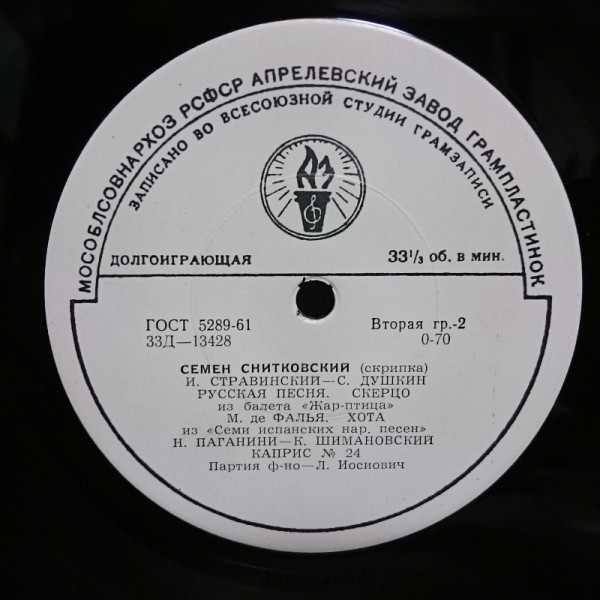 МОСОБЛСОВНАРХОЗ РСФСР АПРЕЛЕВСКИЙ ЗАВОД ГРАМПЛАСТИНОК
ЗАПИСАНО ВО ВСЕСОЮЗНОЙ СТУДИИ ГРАМЗАПИСИ
АЗ
ДОЛГОИГРАЮЩАЯ 33⅓ об. в мин.
ГОСТ 5289-61 Вторая гр.-2
33Д—13428 0-70
СЕМЕН СНИТКОВСКИЙ (скрипка)
И. СТРАВИНСКИЙ—С. ДУШКИН
РУССКАЯ ПЕСНЯ. СКЕРЦО
из балета «Жар-птица»
М. де ФАЛЬЯ. ХОТА
из «Семи испанских нар. песен»
Н. ПАГАНИНИ—К. ШИМАНОВСКИЙ
КАПРИС № 24
Партия ф-но—Л. Иосиович